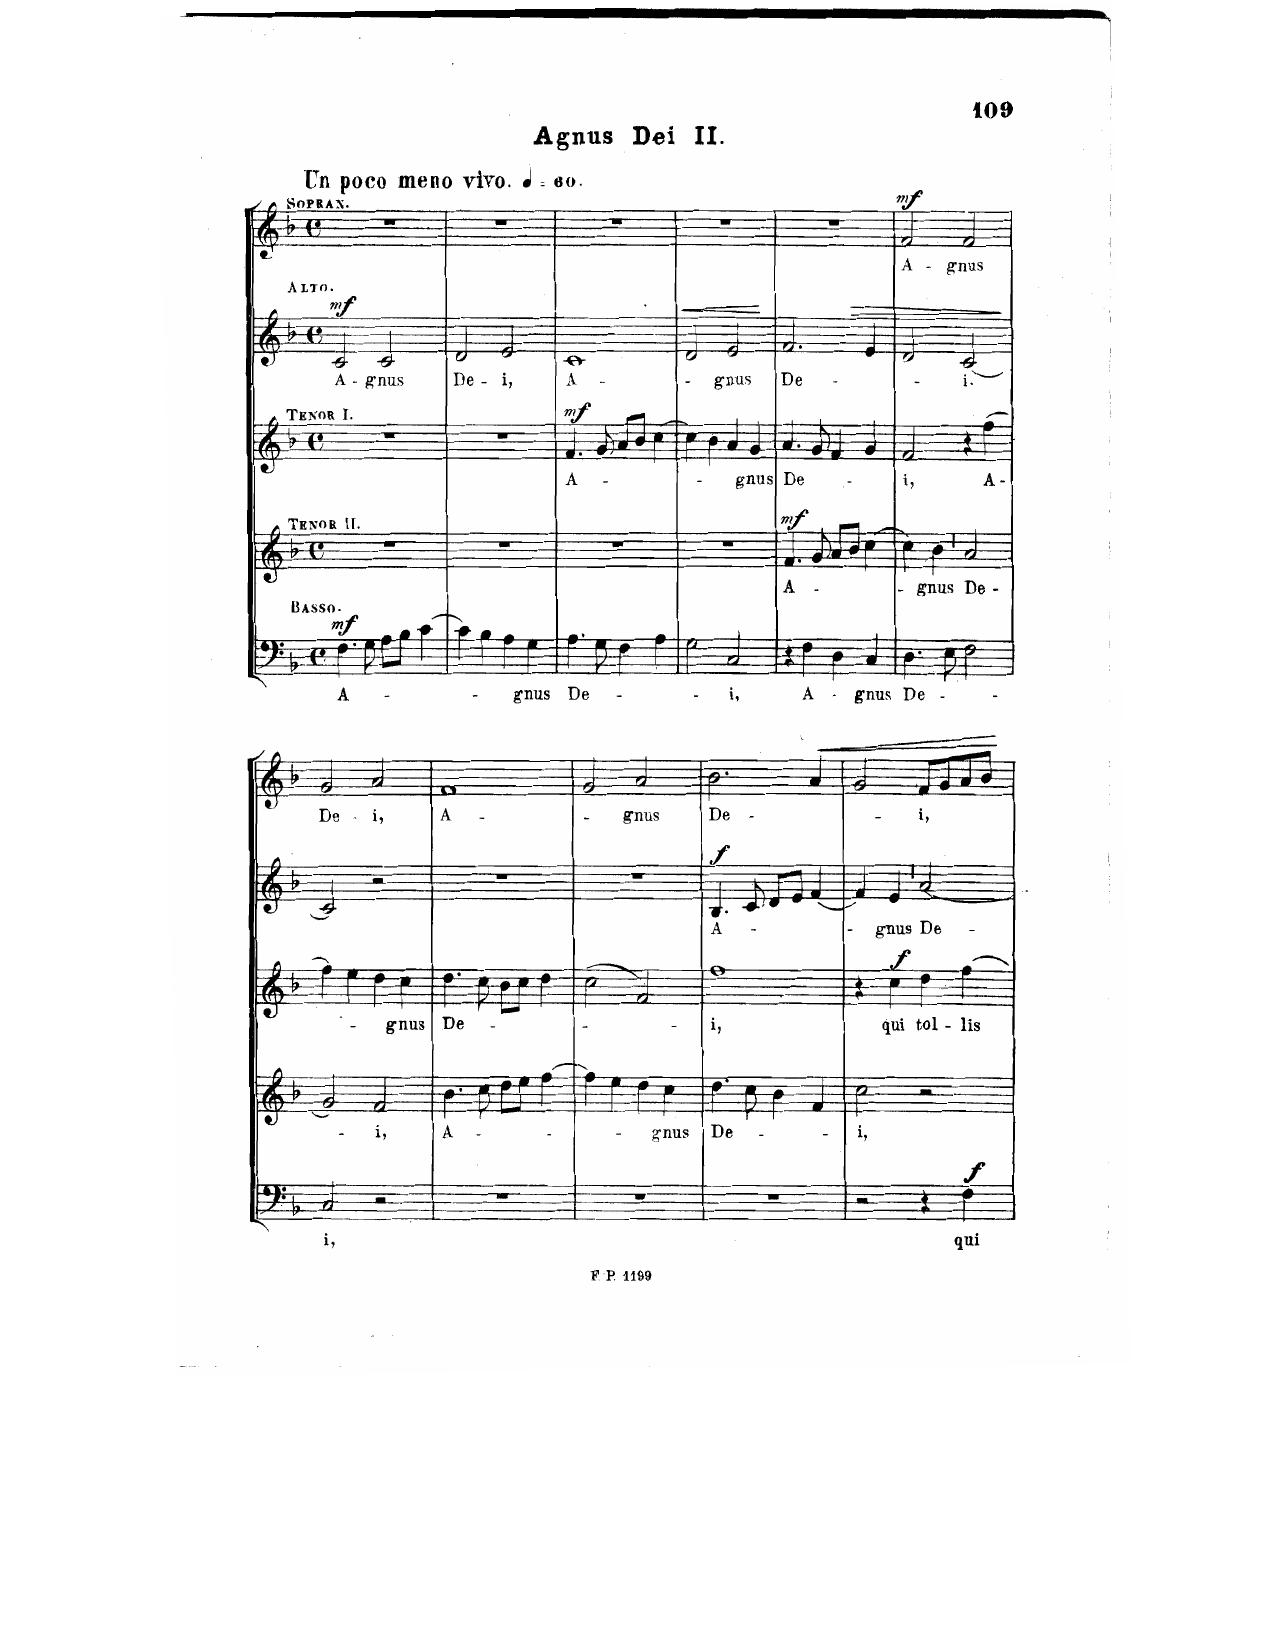 109
Agnus Dei II.
Un poco meno vivo. ♩ = 60.
SOPRAN.
mf
A - gnus
ALTO.
mf
A - gnus De - i, A - - gnus De - - i.
TENOR I.
mf
A - - gnus De - i, A -
TENOR II.
mf
A - - gnus De -
BASSO.
mf
A - - gnus De - - i, A - gnus De - -
De - i, A - - gnus De - - i,
f
A - - gnus De -
f
- gnus De - - - i, qui tol - lis
- i, A - - - gnus De - - i,
f
i, qui
F. P. 1199